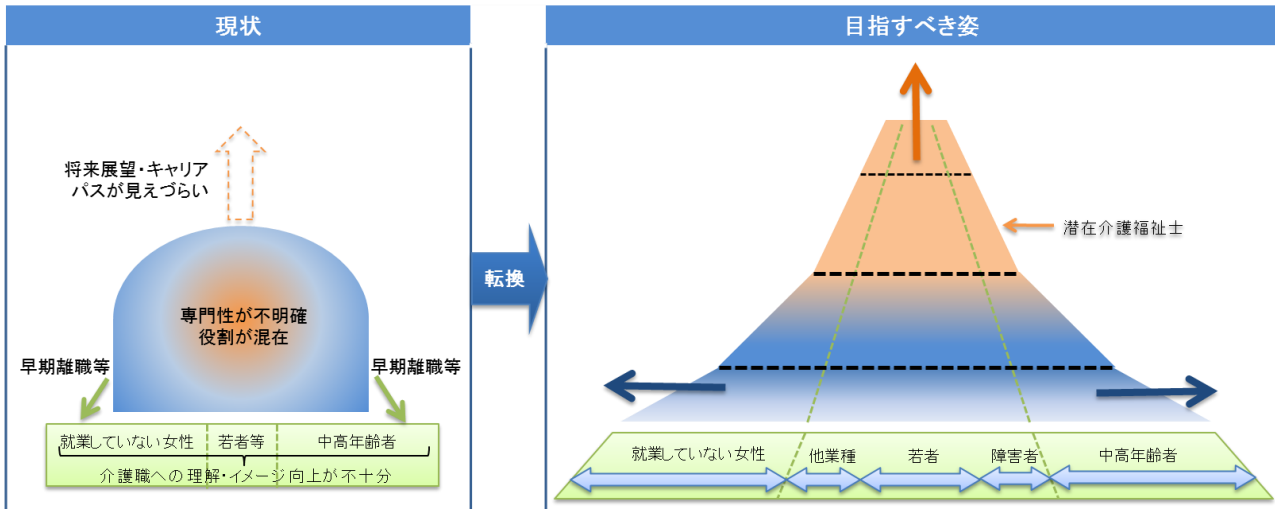 現状
将来展望・キャリア
パスが見えづらい
専門性が不明確
役割が混在
早期離職等
早期離職等
就業していない女性
若者等
中高年齢者
介護職への理解・イメージ向上が不十分
転換
目指すべき姿
潜在介護福祉士
就業していない女性
他業種
若者
障害者
中高年齢者